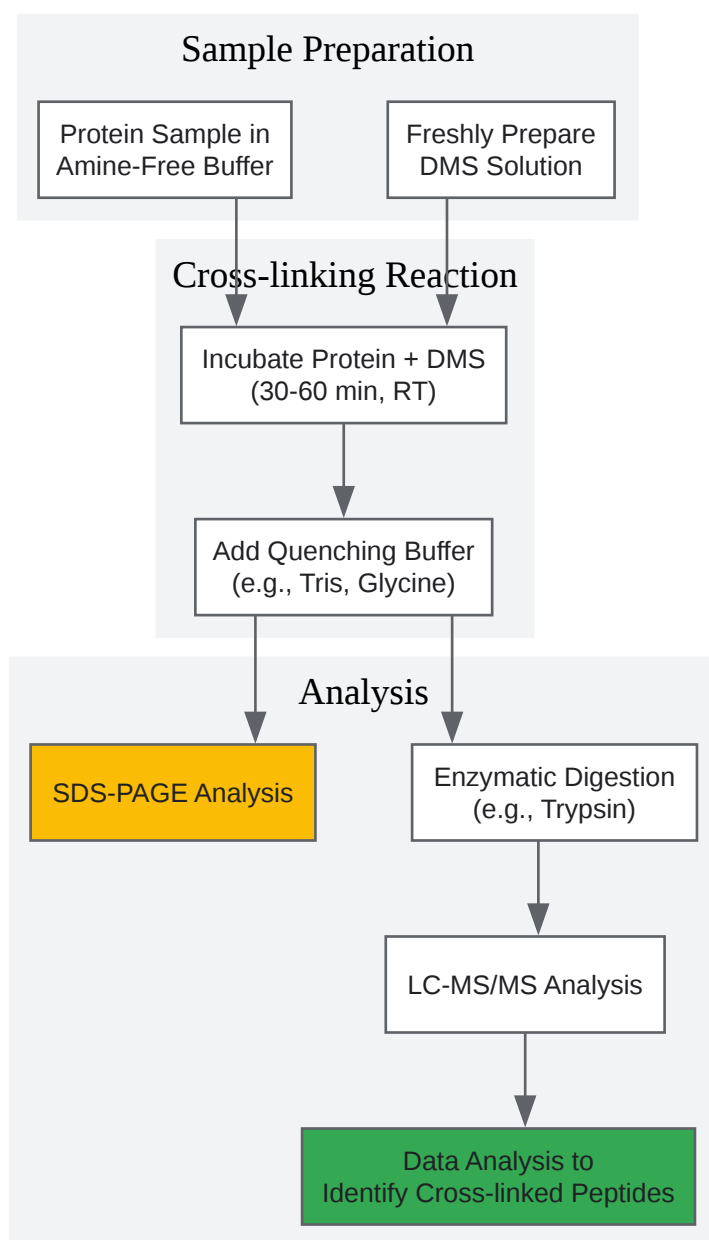 Sample Preparation
Protein Sample in
Amine-Free Buffer
Freshly Prepare
DMS Solution
Cross-linking Reaction
Incubate Protein + DMS
(30-60 min, RT)
Add Quenching Buffer
(e.g., Tris, Glycine)
Analysis
SDS-PAGE Analysis
Enzymatic Digestion
(e.g., Trypsin)
LC-MS/MS Analysis
Data Analysis to
Identify Cross-linked Peptides